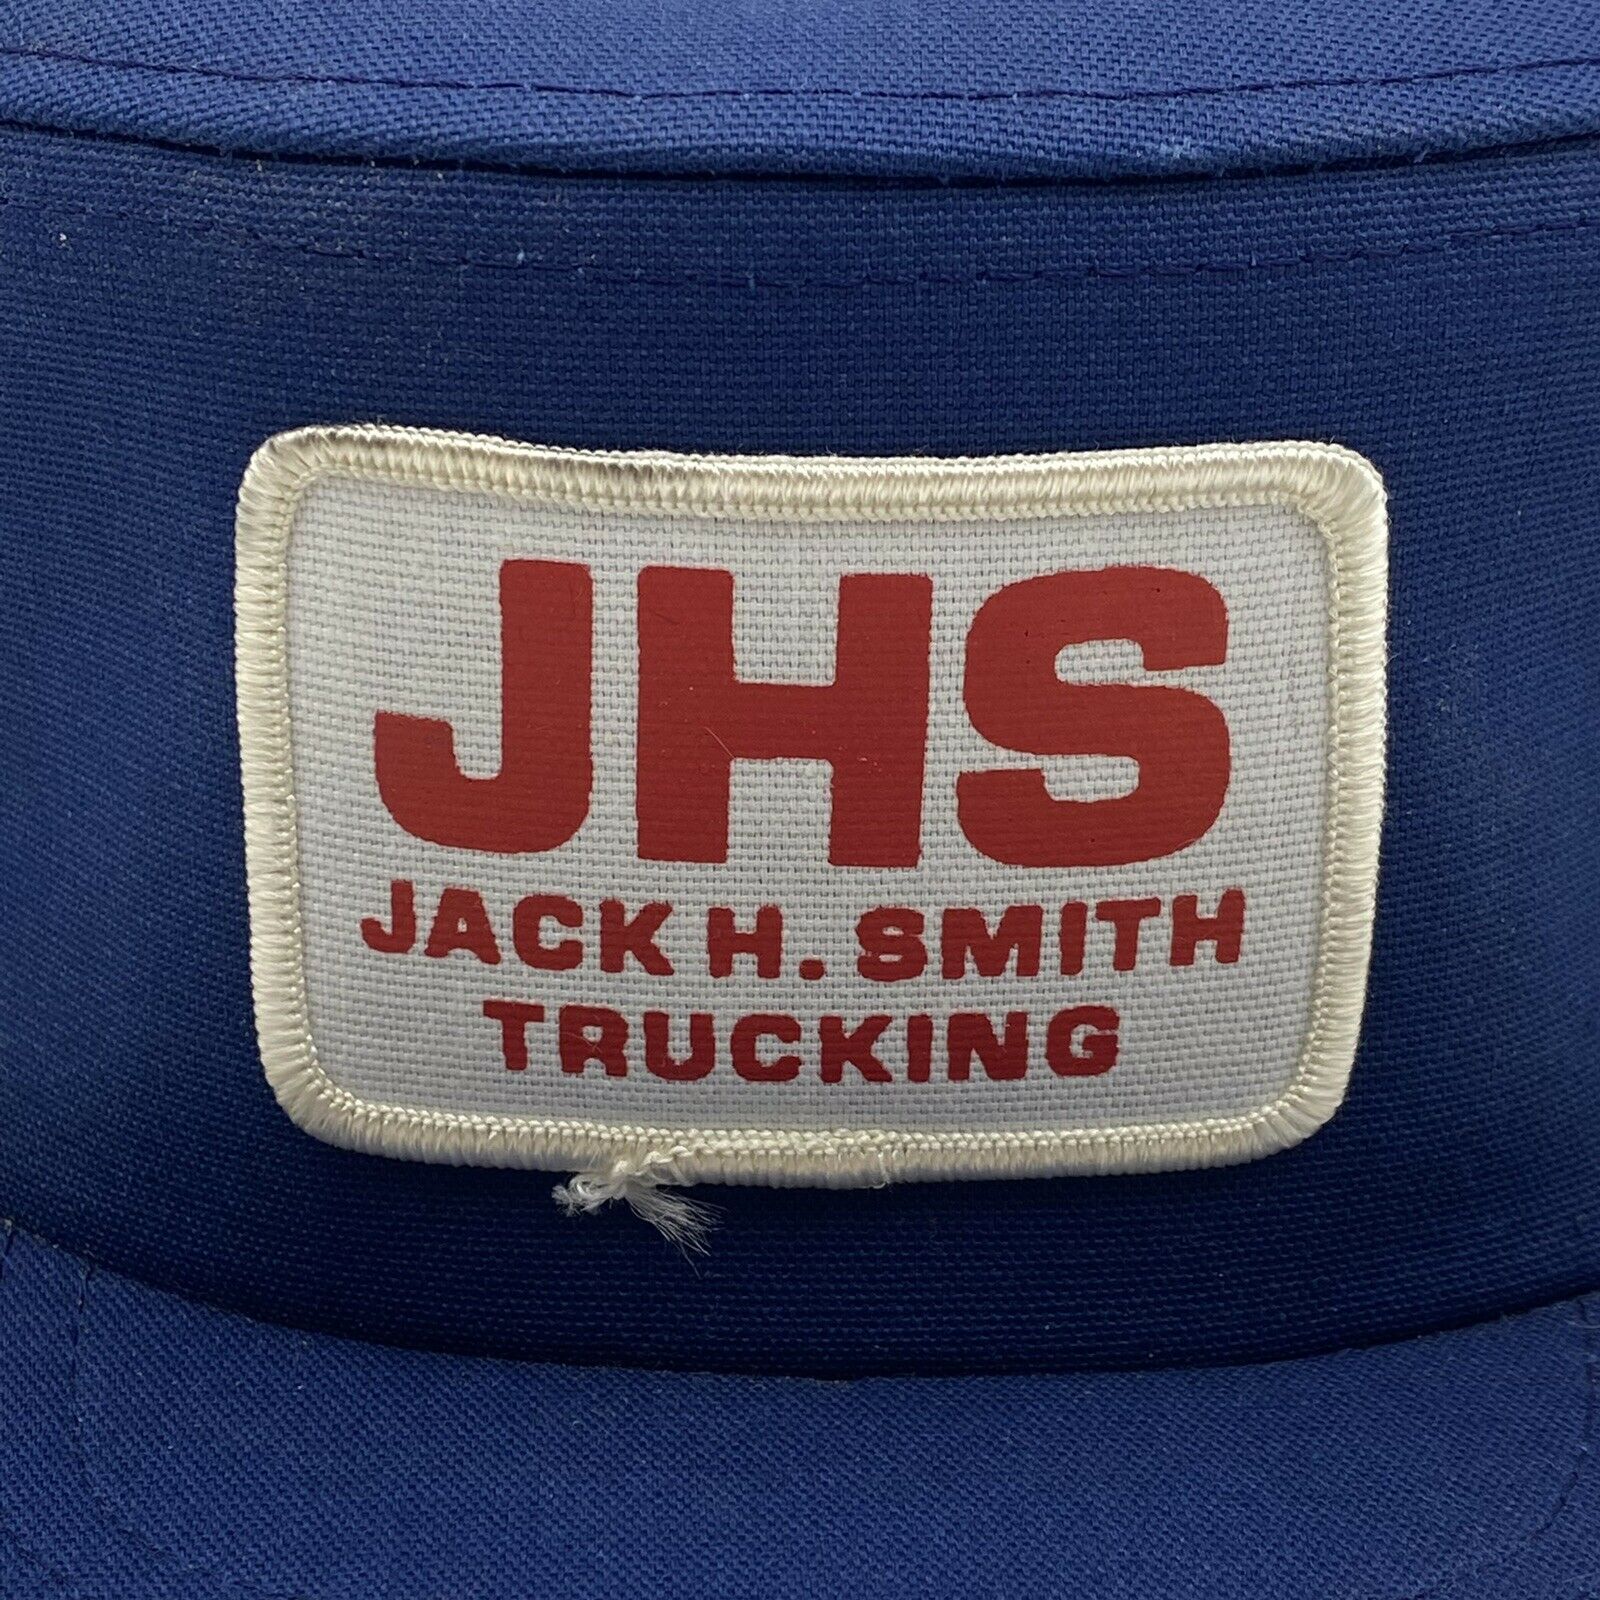 JHS
JACK H. SMITH
TRUCKING